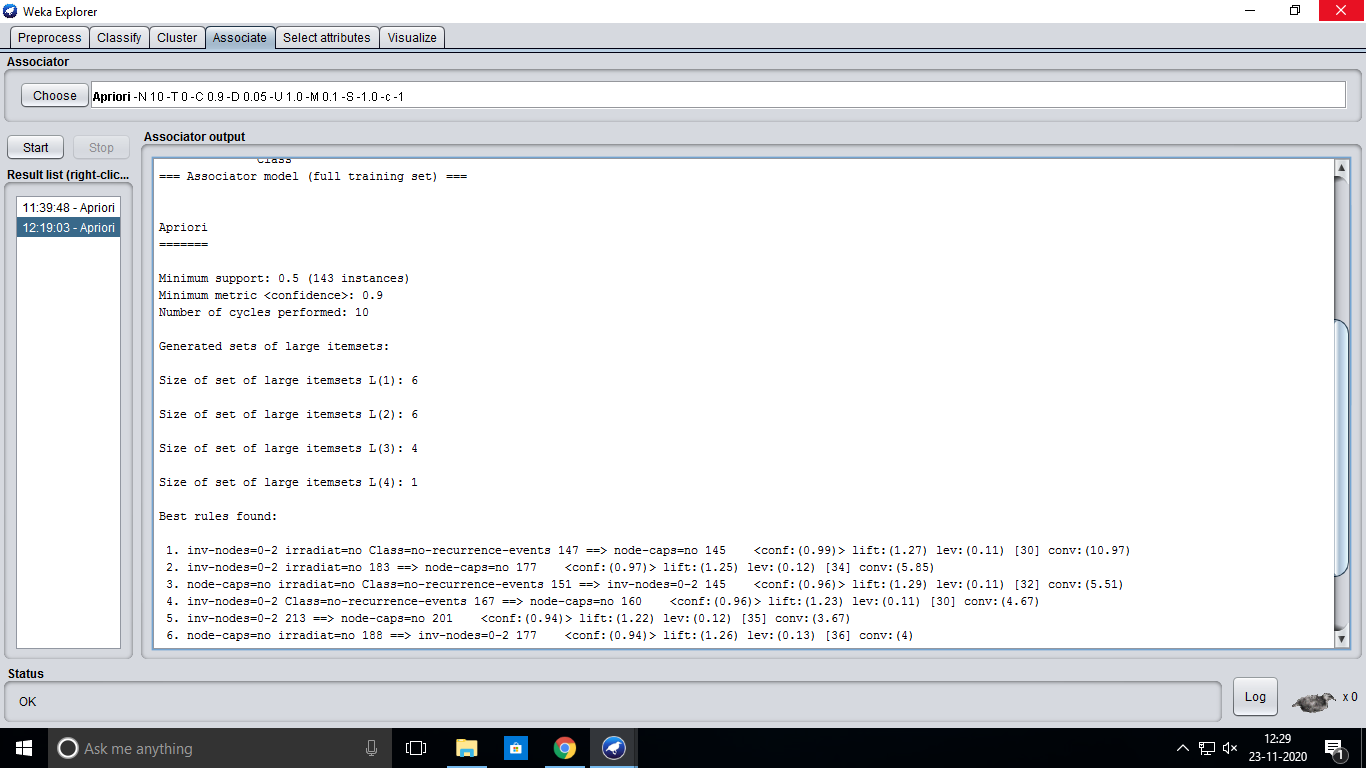 Weka Explorer
Preprocess Classify Cluster Associate Select attributes Visualize
Associator
Choose Apriori -N 10 -T 0 -C 0.9 -D 0.05 -U 1.0 -M 0.1 -S -1.0 -c -1
Start Stop
Result list (right-clic...
11:39:48 - Apriori
12:19:03 - Apriori
Associator output
Class
=== Associator model (full training set) ===
Apriori
=======
Minimum support: 0.5 (143 instances)
Minimum metric <confidence>: 0.9
Number of cycles performed: 10
Generated sets of large itemsets:
Size of set of large itemsets L(1): 6
Size of set of large itemsets L(2): 6
Size of set of large itemsets L(3): 4
Size of set of large itemsets L(4): 1
Best rules found:
1. inv-nodes=0-2 irradiat=no Class=no-recurrence-events 147 ==> node-caps=no 145 <conf:(0.99)> lift:(1.27) lev:(0.11) [30] conv:(10.97)
2. inv-nodes=0-2 irradiat=no 183 ==> node-caps=no 177 <conf:(0.97)> lift:(1.25) lev:(0.12) [34] conv:(5.85)
3. node-caps=no irradiat=no Class=no-recurrence-events 151 ==> inv-nodes=0-2 145 <conf:(0.96)> lift:(1.29) lev:(0.11) [32] conv:(5.51)
4. inv-nodes=0-2 Class=no-recurrence-events 167 ==> node-caps=no 160 <conf:(0.96)> lift:(1.23) lev:(0.11) [30] conv:(4.67)
5. inv-nodes=0-2 213 ==> node-caps=no 201 <conf:(0.94)> lift:(1.22) lev:(0.12) [35] conv:(3.67)
6. node-caps=no irradiat=no 188 ==> inv-nodes=0-2 177 <conf:(0.94)> lift:(1.26) lev:(0.13) [36] conv:(4)
Status
OK
Log
x 0
Ask me anything
12:29
23-11-2020
1